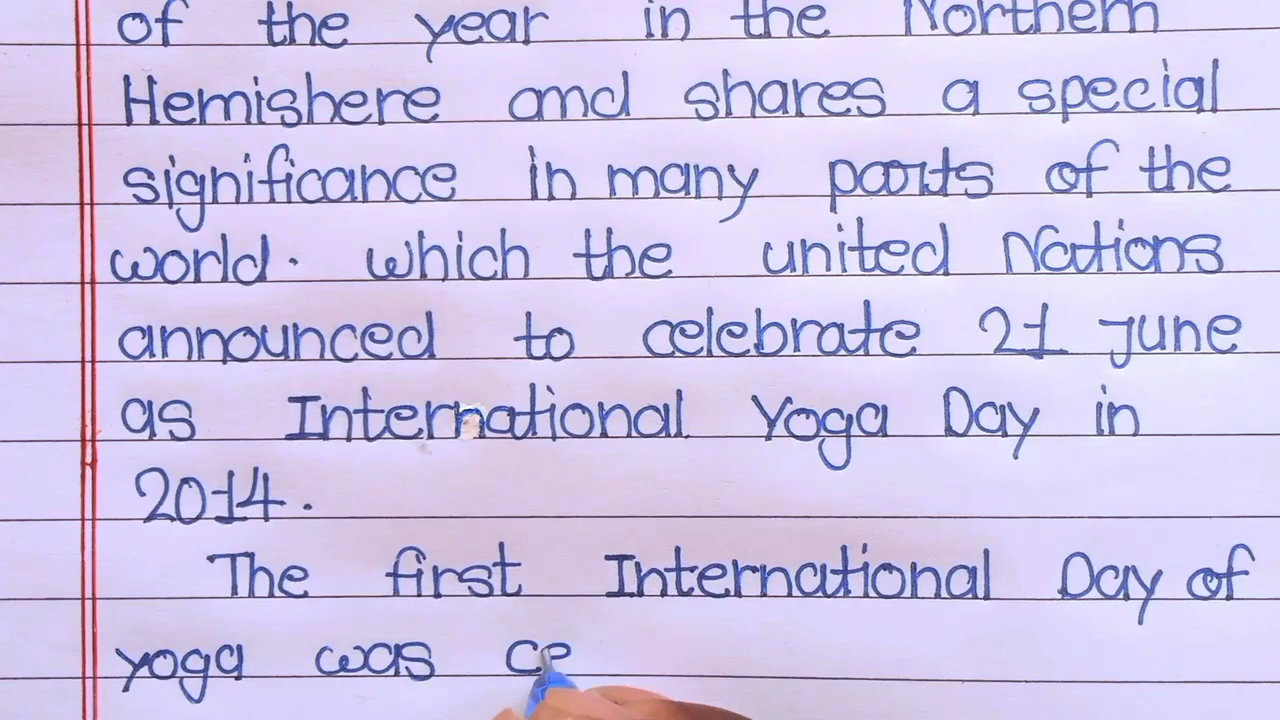 of the year in the Northern
Hemishere and shares a special
significance in many parts of the
world. which the united Nations
announced to celebrate 21 June
as International Yoga Day in
2014.
The first International Day of
yoga was ce